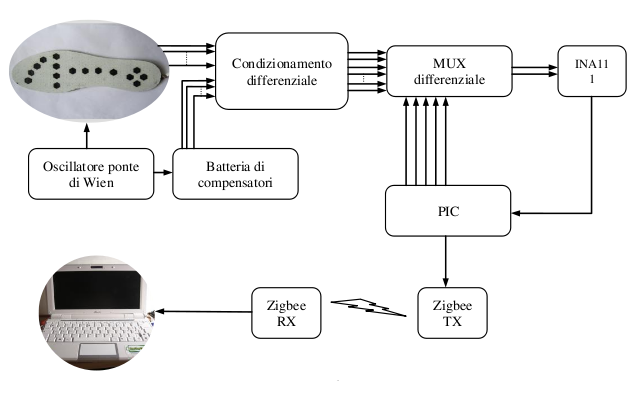 Condizionamento
differenziale
MUX
differenziale
INA11
1
Oscillatore ponte
di Wien
Batteria di
compensatori
PIC
Zigbee
RX
Zigbee
TX